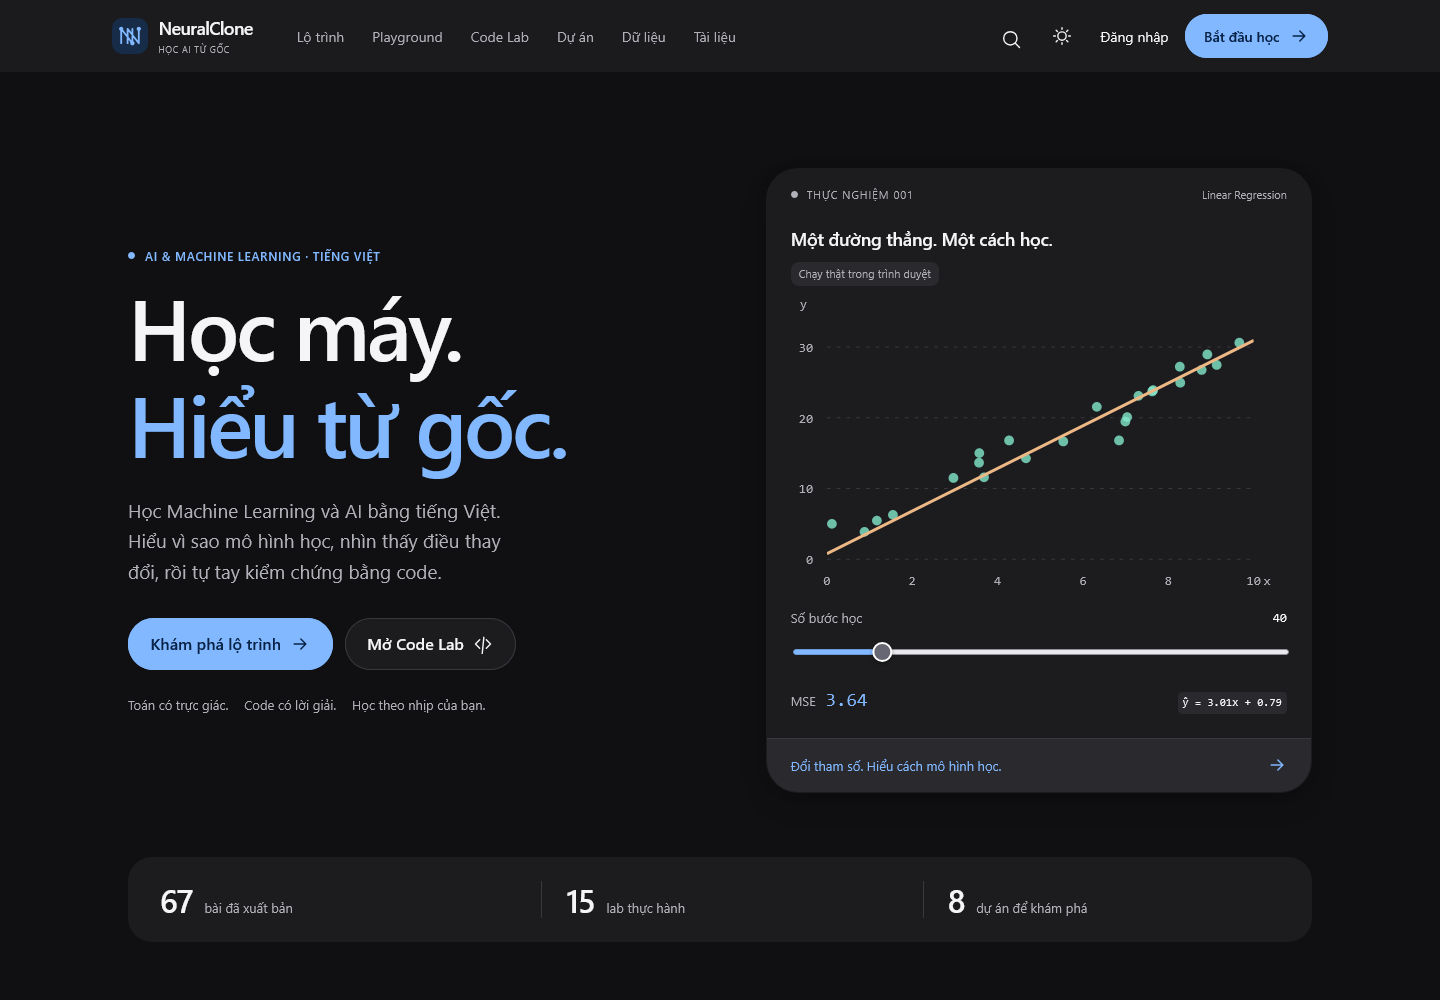 NeuralClone
HỌC AI TỪ GỐC
Lộ trình
Playground
Code Lab
Dự án
Dữ liệu
Tài liệu
Đăng nhập
Bắt đầu học
AI & MACHINE LEARNING · TIẾNG VIỆT
Học máy.
Hiểu từ gốc.
Học Machine Learning và AI bằng tiếng Việt.
Hiểu vì sao mô hình học, nhìn thấy điều thay
đổi, rồi tự tay kiểm chứng bằng code.
Khám phá lộ trình
Mở Code Lab
Toán có trực giác.
Code có lời giải.
Học theo nhịp của bạn.
THỰC NGHIỆM 001
Linear Regression
Một đường thẳng. Một cách học.
Chạy thật trong trình duyệt
y
30
20
10
0
0 2 4 6 8 10 x
Số bước học
40
MSE 3.64
ŷ = 3.01x + 0.79
Đổi tham số. Hiểu cách mô hình học.
67 bài đã xuất bản
15 lab thực hành
8 dự án để khám phá